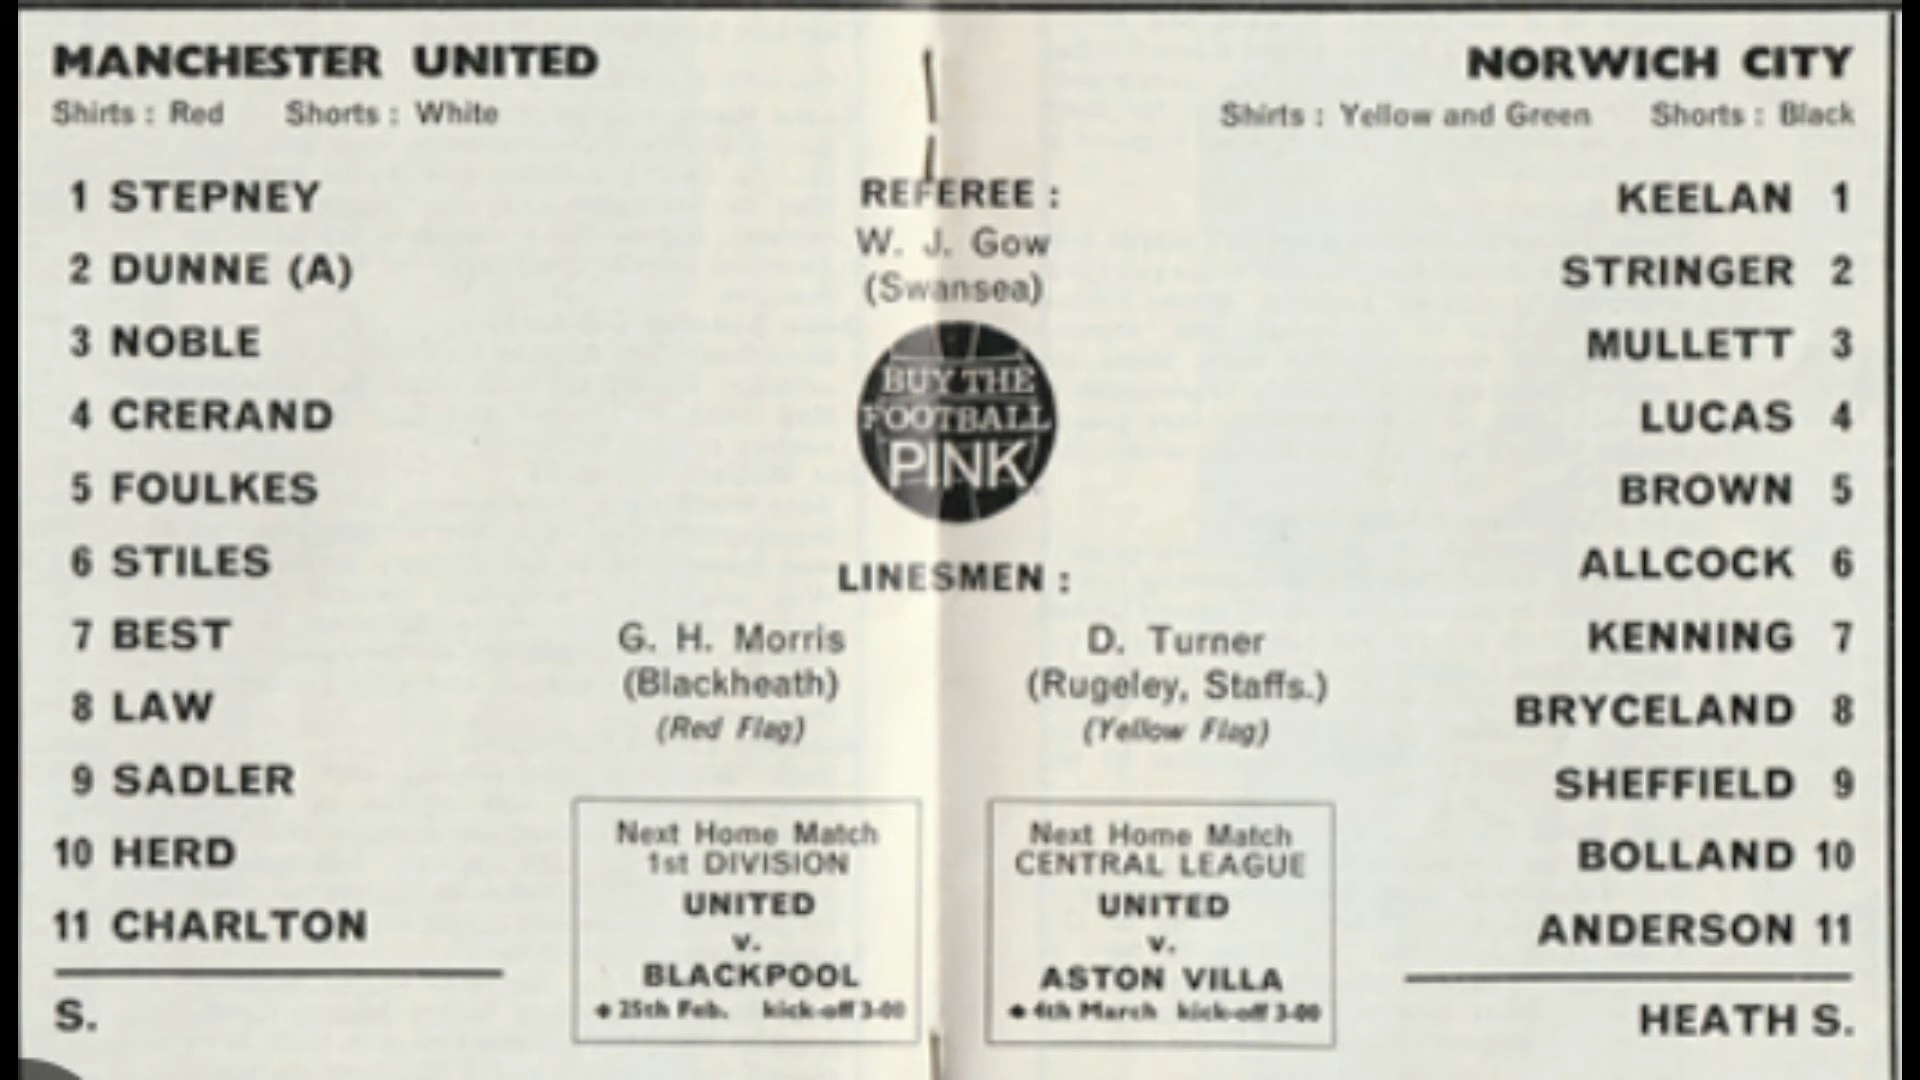 MANCHESTER UNITED
Shirts : Red Shorts : White
1 STEPNEY
2 DUNNE (A)
3 NOBLE
4 CRERAND
5 FOULKES
6 STILES
7 BEST
8 LAW
9 SADLER
10 HERD
11 CHARLTON
S.
REFEREE :
W. J. Gow
(Swansea)
BUY THE
FOOTBALL
PINK
LINESMEN :
G. H. Morris
(Blackheath)
(Red Flag)
D. Turner
(Rugeley, Staffs.)
(Yellow Flag)
Next Home Match
1st DIVISION
UNITED
v.
BLACKPOOL
25th Feb. kick-off 3-00
Next Home Match
CENTRAL LEAGUE
UNITED
v.
ASTON VILLA
4th March kick-off 3-00
NORWICH CITY
Shirts : Yellow and Green Shorts : Black
KEELAN 1
STRINGER 2
MULLETT 3
LUCAS 4
BROWN 5
ALLCOCK 6
KENNING 7
BRYCELAND 8
SHEFFIELD 9
BOLLAND 10
ANDERSON 11
HEATH S.